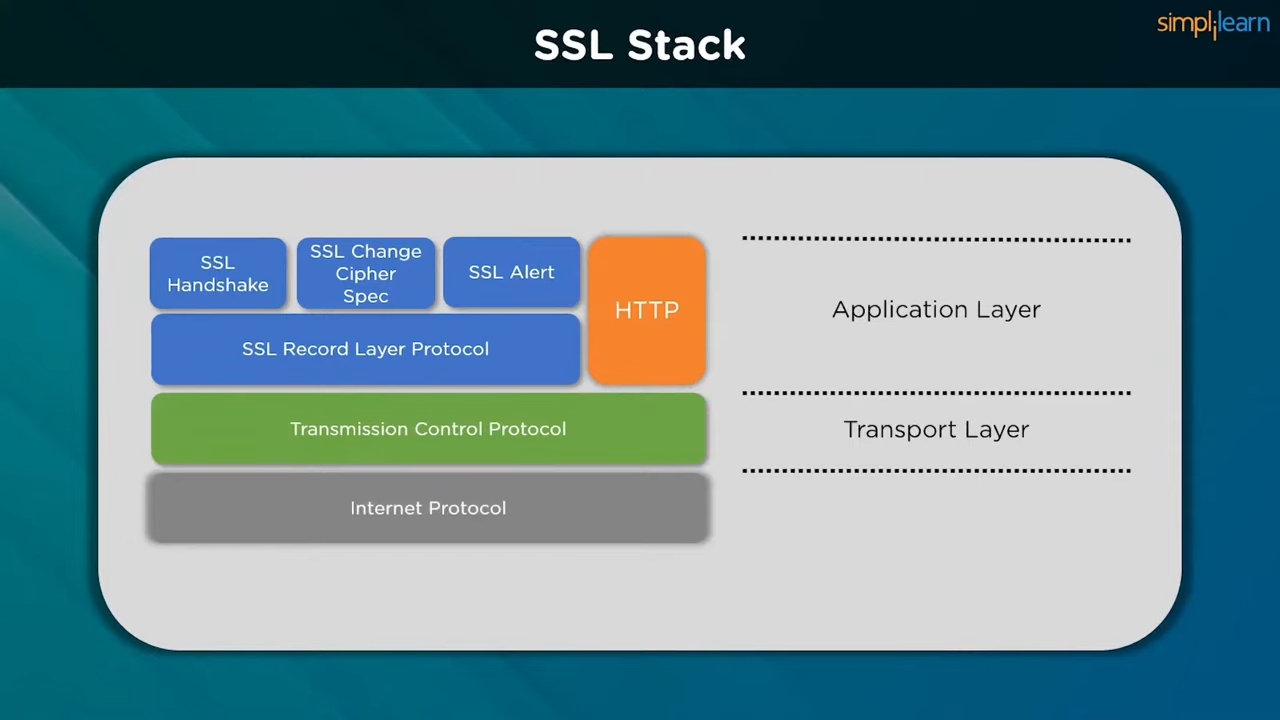 SSL Stack
simplilearn
SSL
Handshake
SSL Change
Cipher
Spec
SSL Alert
HTTP
SSL Record Layer Protocol
Application Layer
Transmission Control Protocol
Transport Layer
Internet Protocol